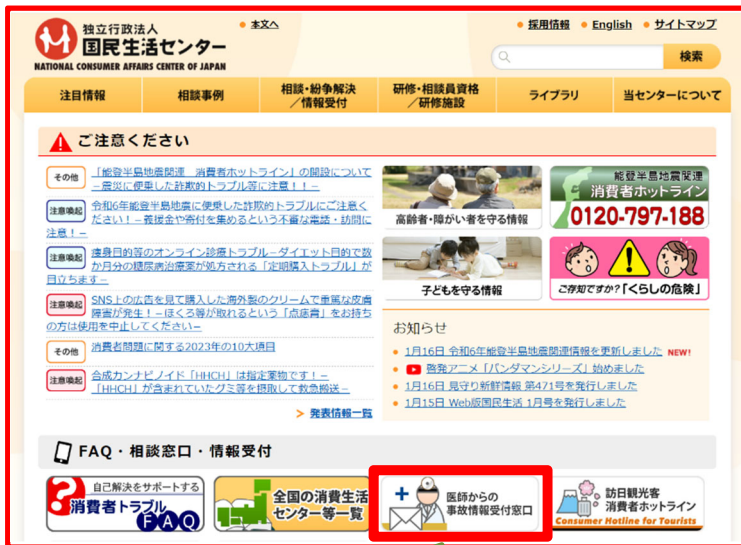 独立行政法人
国民生活センター
NATIONAL CONSUMER AFFAIRS CENTER OF JAPAN
本文へ
採用情報 English サイトマップ
検索
注目情報
相談事例
相談・紛争解決
／情報受付
研修・相談員資格
／研修施設
ライブラリ
当センターについて
ご注意ください
その他 「能登半島地震関連 消費者ホットライン」の開設について
－震災に便乗した詐欺的トラブル等に注意！！－
注意喚起 令和6年能登半島地震に便乗した詐欺的トラブルにご注意く
ださい！－義援金や寄付を集めるという不審な電話・訪問に
注意！－
注意喚起 痩身目的等のオンライン診療トラブル－ダイエット目的で数
か月分の糖尿病治療薬が処方される「定期購入トラブル」が
目立ちます－
注意喚起 SNS上の広告を見て購入した海外製のクリームで重篤な皮膚
障害が発生！－ほくろ等が取れるという「点痣膏」をお持ち
の方は使用を中止してください－
その他 消費者問題に関する2023年の10大項目
注意喚起 合成カンナビノイド「HHCH」は指定薬物です！－
「HHCH」が含まれていたグミ等を摂取して救急搬送－
> 発表情報一覧
高齢者・障がい者を守る情報
能登半島地震関連
消費者ホットライン
0120-797-188
子どもを守る情報
ご存知ですか?「くらしの危険」
お知らせ
1月16日 令和6年能登半島地震関連情報を更新しました NEW!
啓発アニメ「バンダマンシリーズ」始めました
1月16日 見守り新鮮情報 第471号を発行しました
1月15日 Web版国民生活 1月号を発行しました
FAQ・相談窓口・情報受付
自己解決をサポートする
消費者トラブル
FAQ
全国の消費生活
センター等一覧
医師からの
事故情報受付窓口
訪日観光客
消費者ホットライン
Consumer Hotline for Tourists